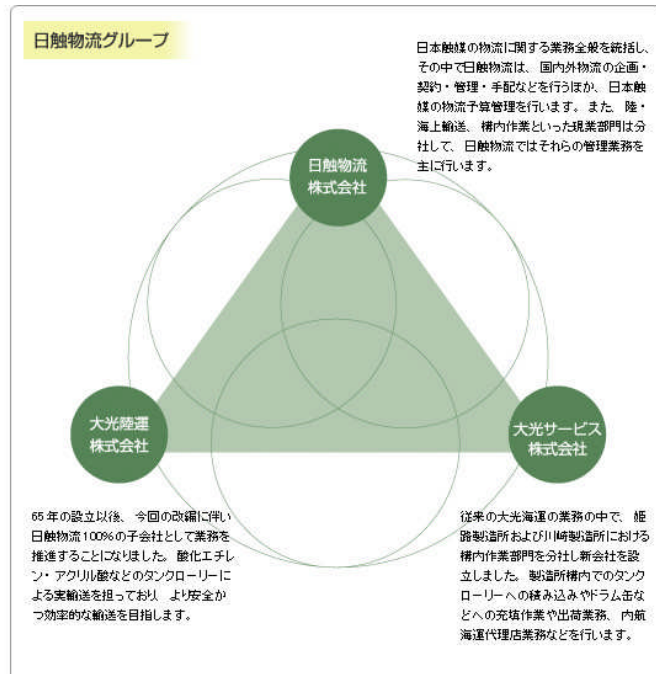 日触物流グループ
日本触媒の物流に関する業務全般を統括し、
その中で日触物流は、国内外物流の企画・
契約・管理・手配などを行うほか、日本触
媒の物流予算管理を行います。また、陸・
海上輸送、構内作業といった現業部門は分
社して、日触物流ではそれらの管理業務を
主に行います。
日触物流
株式会社
大光陸運
株式会社
大光サービス
株式会社
65年の設立以後、今回の改編に伴い
日触物流100%の子会社として業務を
推進することになりました。酸化エチレ
ン・アクリル酸などのタンクローリーに
よる実輸送を担っており、より安全か
つ効率的な輸送を目指します。
従来の大光海運の業務の中で、姫
路製造所および川崎製造所における
構内作業部門を分社し新会社を設
立しました。製造所構内でのタンク
ローリーへの積み込みやドラム缶な
どへの充填作業や出荷業務、内航
海運代理店業務などを行います。